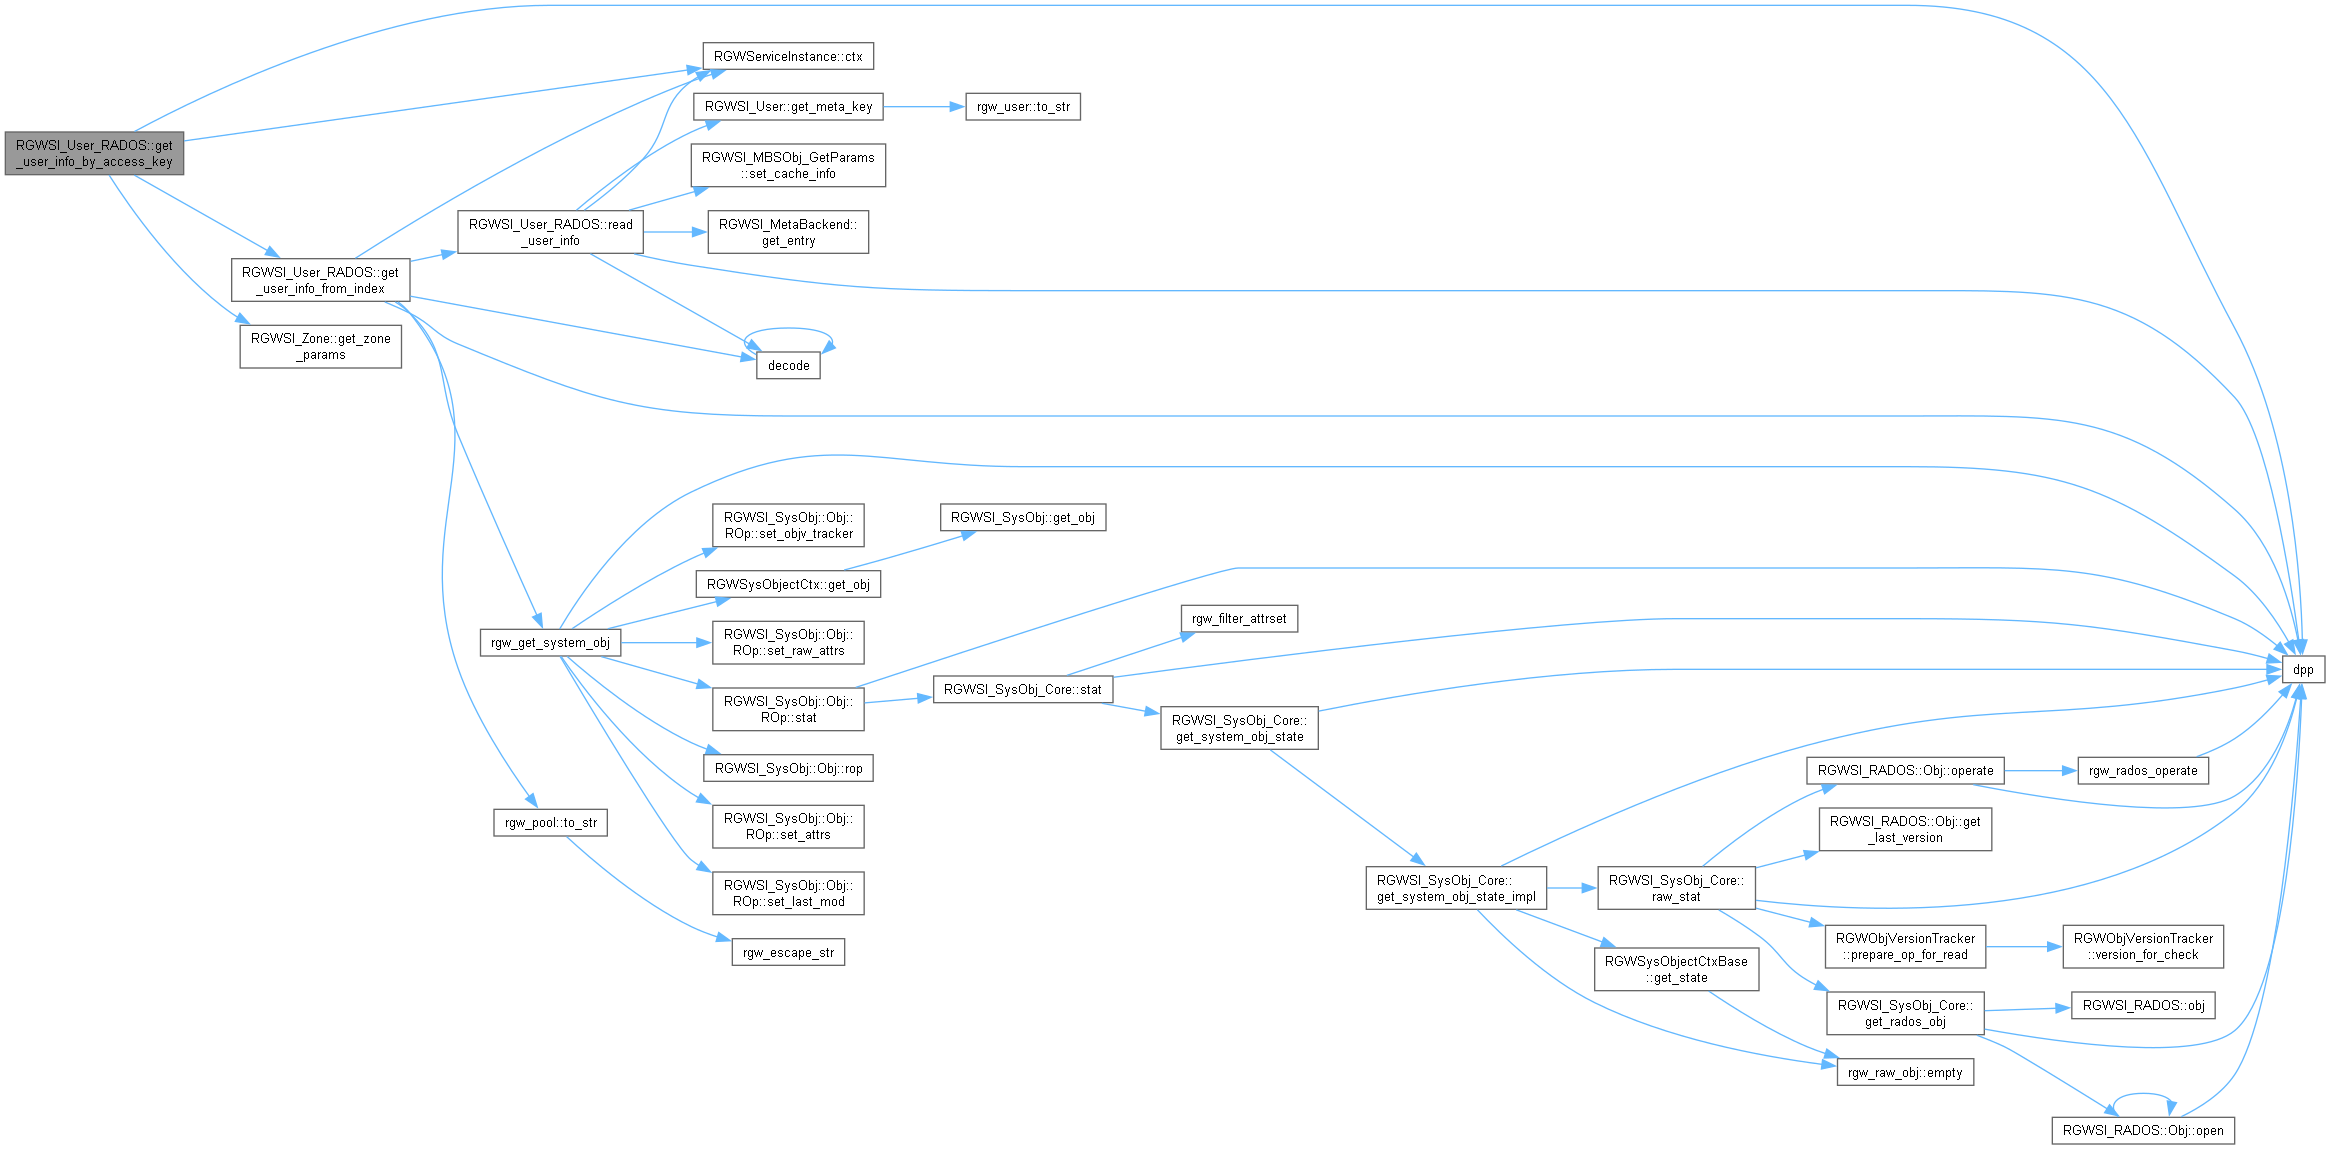 RGWServiceInstance::ctx
RGWSI_User::get_meta_key
rgw_user::to_str
RGWSI_User_RADOS::get
_user_info_by_access_key
RGWSI_MBSObj_GetParams
::set_cache_info
RGWSI_User_RADOS::read
_user_info
RGWSI_MetaBackend::
get_entry
RGWSI_User_RADOS::get
_user_info_from_index
RGWSI_Zone::get_zone
_params
decode
RGWSI_SysObj::Obj::
ROp::set_objv_tracker
RGWSI_SysObj::get_obj
RGWSysObjectCtx::get_obj
rgw_filter_attrset
rgw_get_system_obj
RGWSI_SysObj::Obj::
ROp::set_raw_attrs
dpp
RGWSI_SysObj_Core::stat
RGWSI_SysObj::Obj::
ROp::stat
RGWSI_SysObj_Core::
get_system_obj_state
RGWSI_SysObj::Obj::rop
RGWSI_RADOS::Obj::operate
rgw_rados_operate
rgw_pool::to_str
RGWSI_SysObj::Obj::
ROp::set_attrs
RGWSI_RADOS::Obj::get
_last_version
RGWSI_SysObj::Obj::
ROp::set_last_mod
RGWSI_SysObj_Core::
get_system_obj_state_impl
RGWSI_SysObj_Core::
raw_stat
rgw_escape_str
RGWObjVersionTracker
::prepare_op_for_read
RGWObjVersionTracker
::version_for_check
RGWSysObjectCtxBase
::get_state
RGWSI_SysObj_Core::
get_rados_obj
RGWSI_RADOS::obj
rgw_raw_obj::empty
RGWSI_RADOS::Obj::open